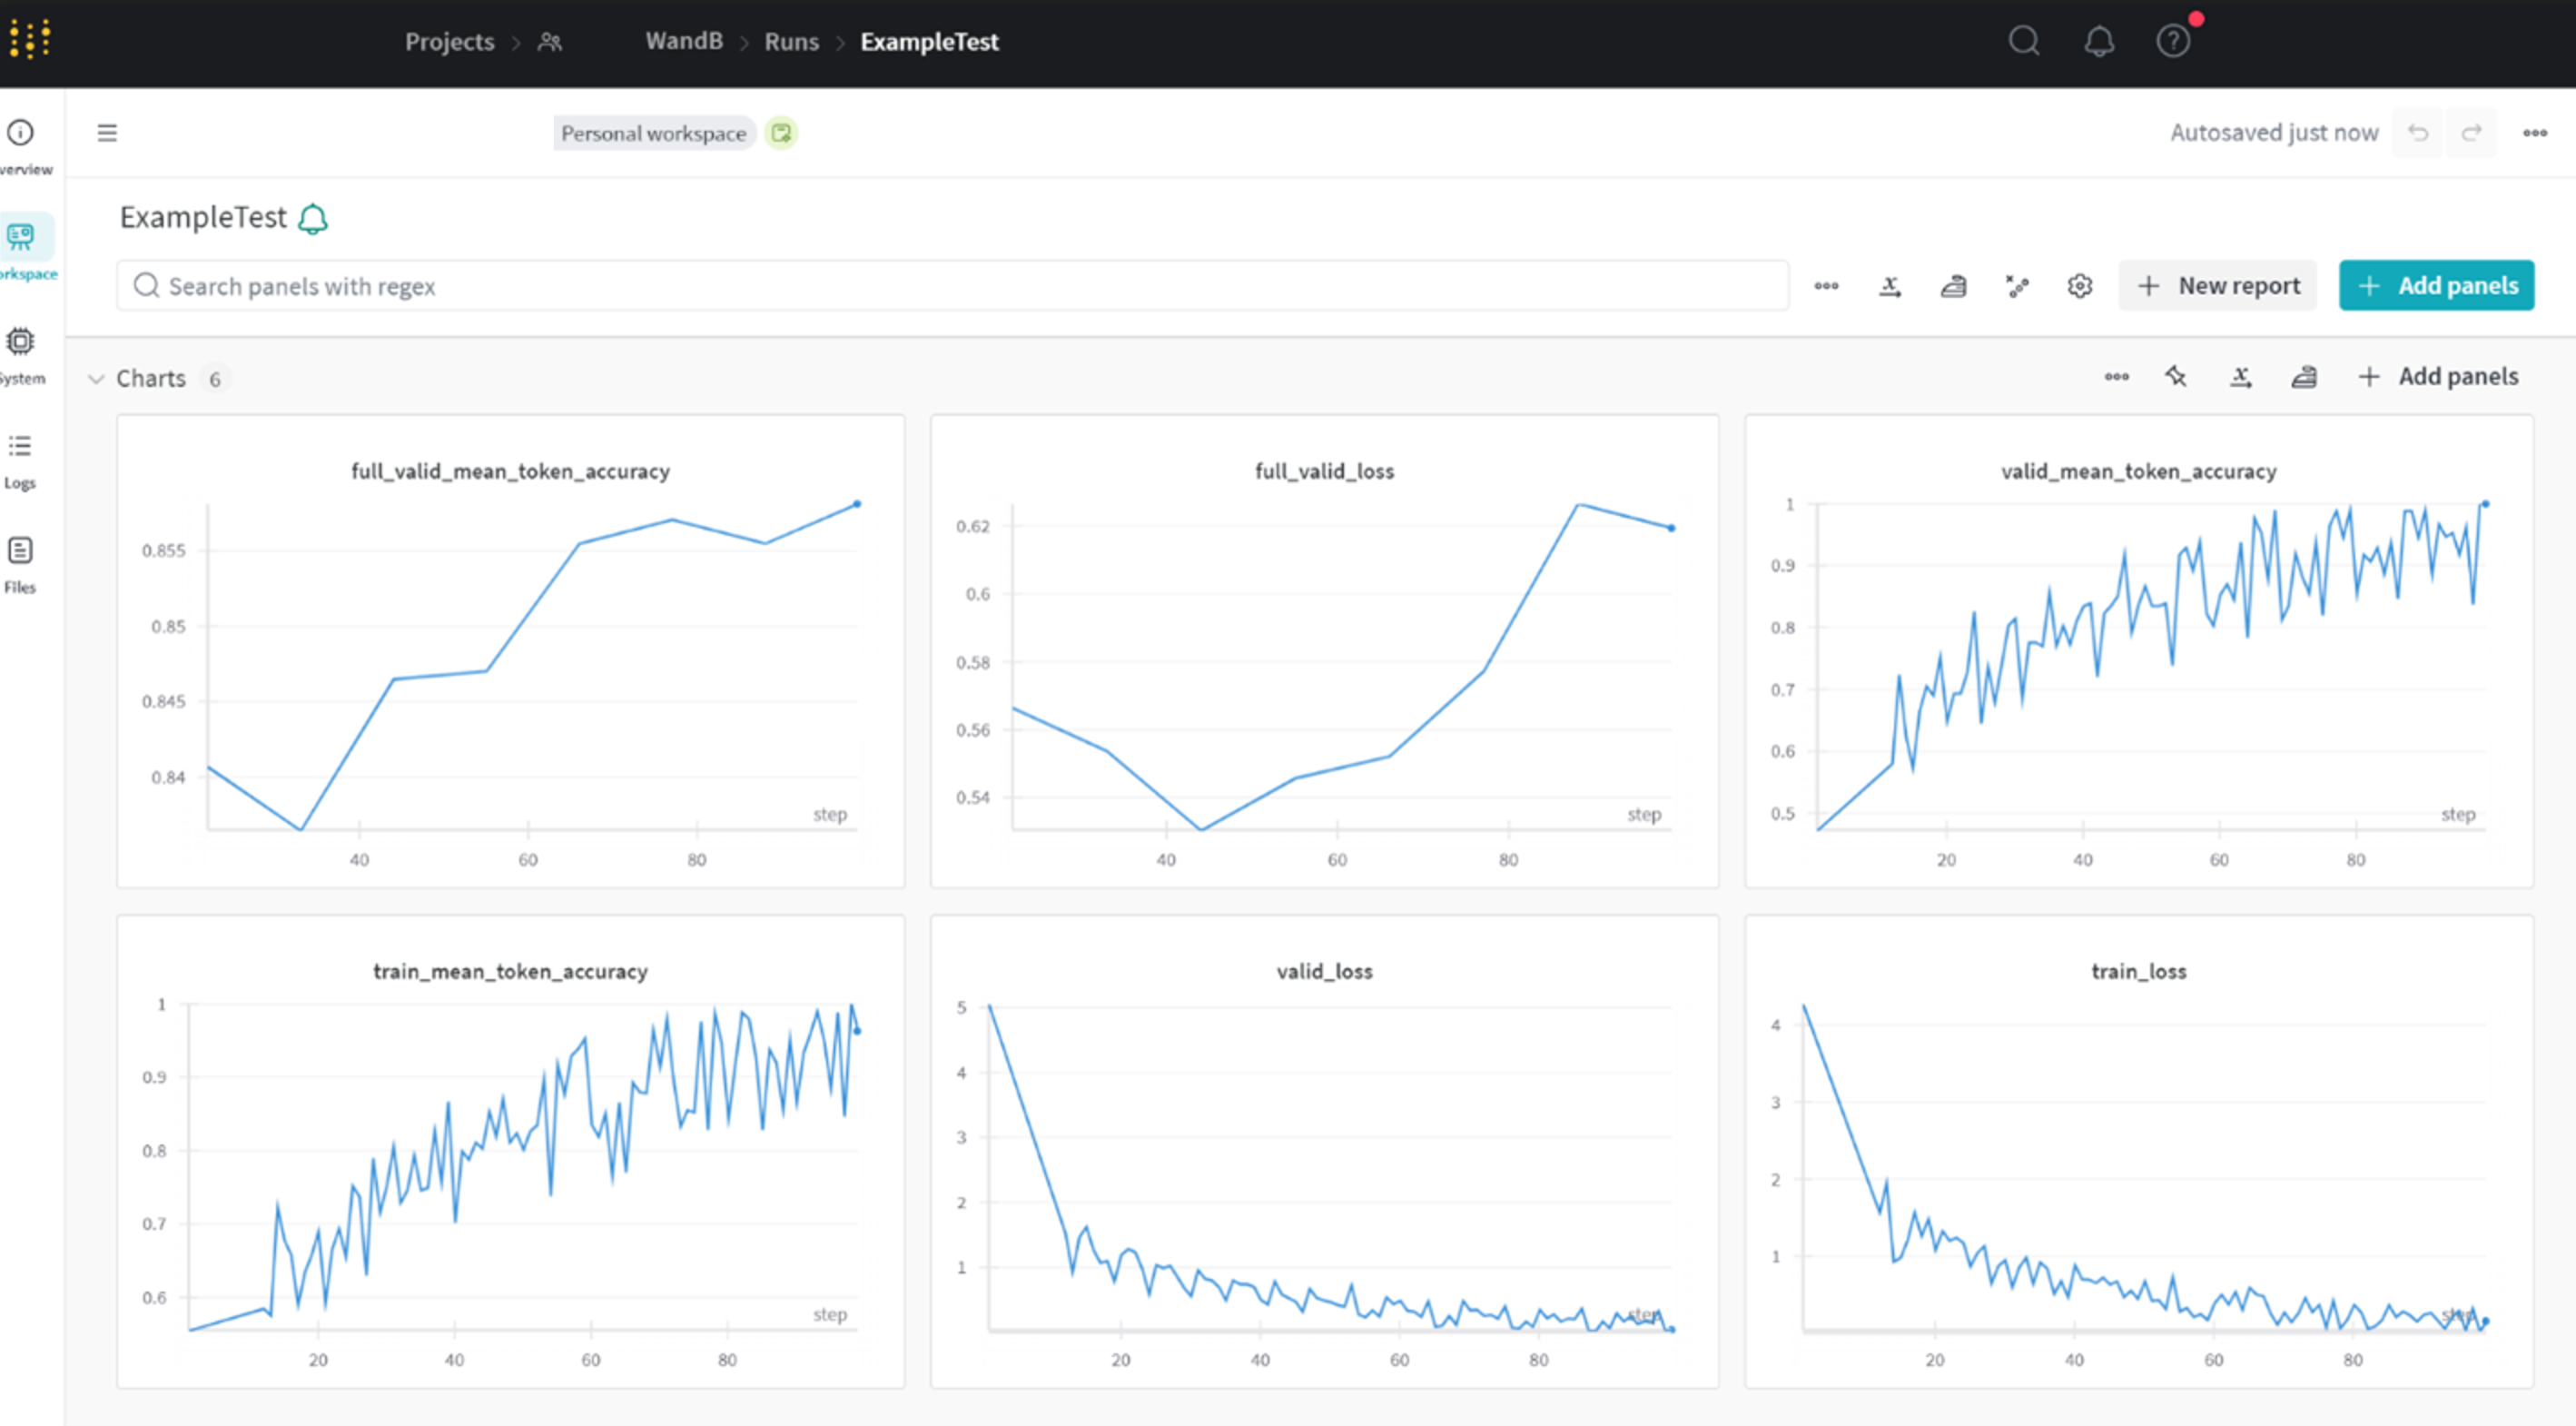 Projects > WandB > Runs > ExampleTest
Personal workspace
Autosaved just now
verview
orkspace
System
Logs
Files
ExampleTest
Search panels with regex
New report
Add panels
Charts 6
Add panels
full_valid_mean_token_accuracy
0.855
0.85
0.845
0.84
step
40 60 80
full_valid_loss
0.62
0.6
0.58
0.56
0.54
step
40 60 80
valid_mean_token_accuracy
1
0.9
0.8
0.7
0.6
0.5
step
20 40 60 80
train_mean_token_accuracy
1
0.9
0.8
0.7
0.6
step
20 40 60 80
valid_loss
5
4
3
2
1
step
20 40 60 80
train_loss
4
3
2
1
step
20 40 60 80